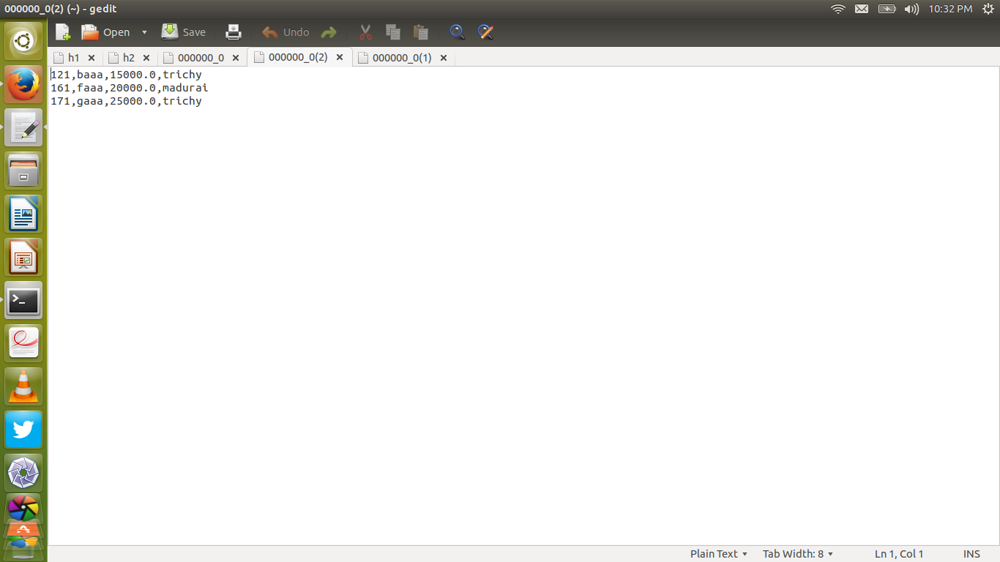 000000_0(2) (~) - gedit
10:32 PM
Open
Save
Undo
h1
h2
000000_0
000000_0(2)
000000_0(1)
121,baaa,15000.0,trichy
161,faaa,20000.0,madurai
171,gaaa,25000.0,trichy
Plain Text
Tab Width: 8
Ln 1, Col 1
INS